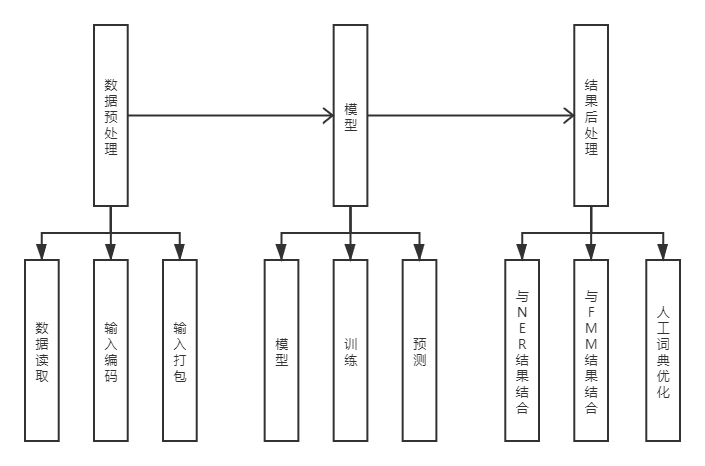 数据预处理
模型
结果后处理
数据读取
输入编码
输入打包
模型
训练
预测
与NER结果结合
与FMM结果结合
人工词典优化